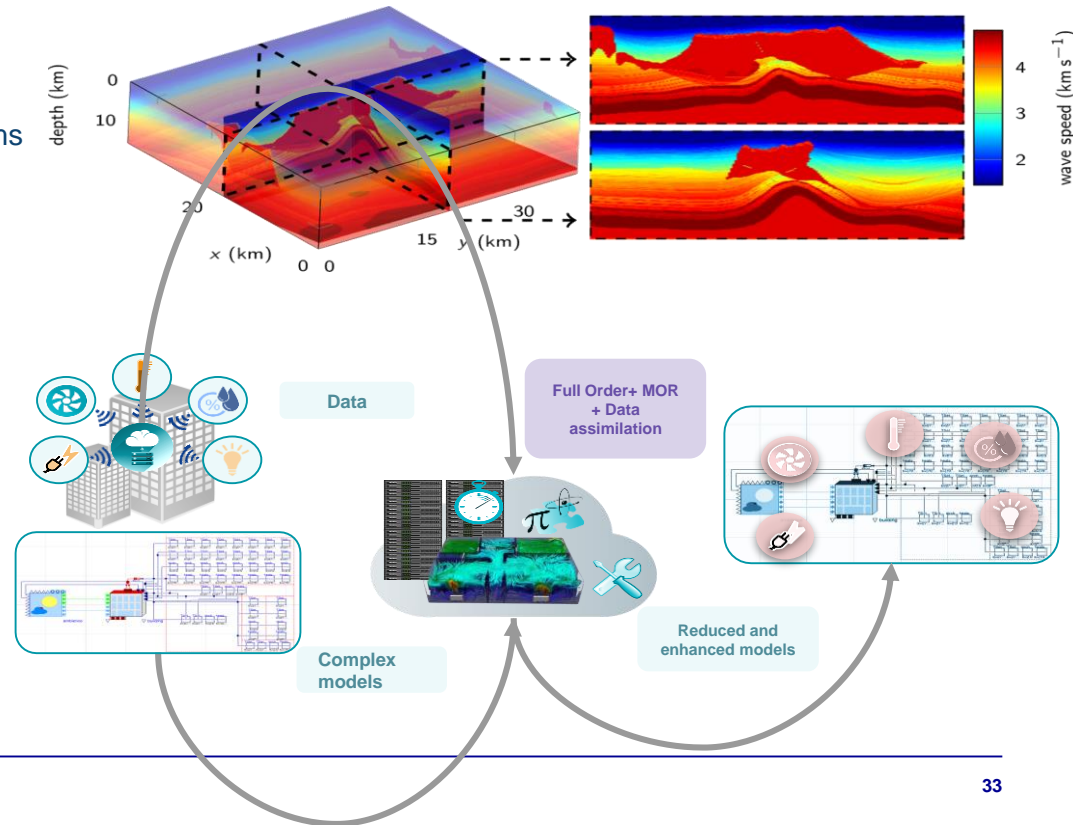 ns
depth (km)
0
10
20
x (km)
0 0
15 y (km)
30
4
3
2
wave speed (km s⁻¹)
Data
Full Order+ MOR
+ Data
assimilation
%
%
π
Complex
models
Reduced and
enhanced models
33